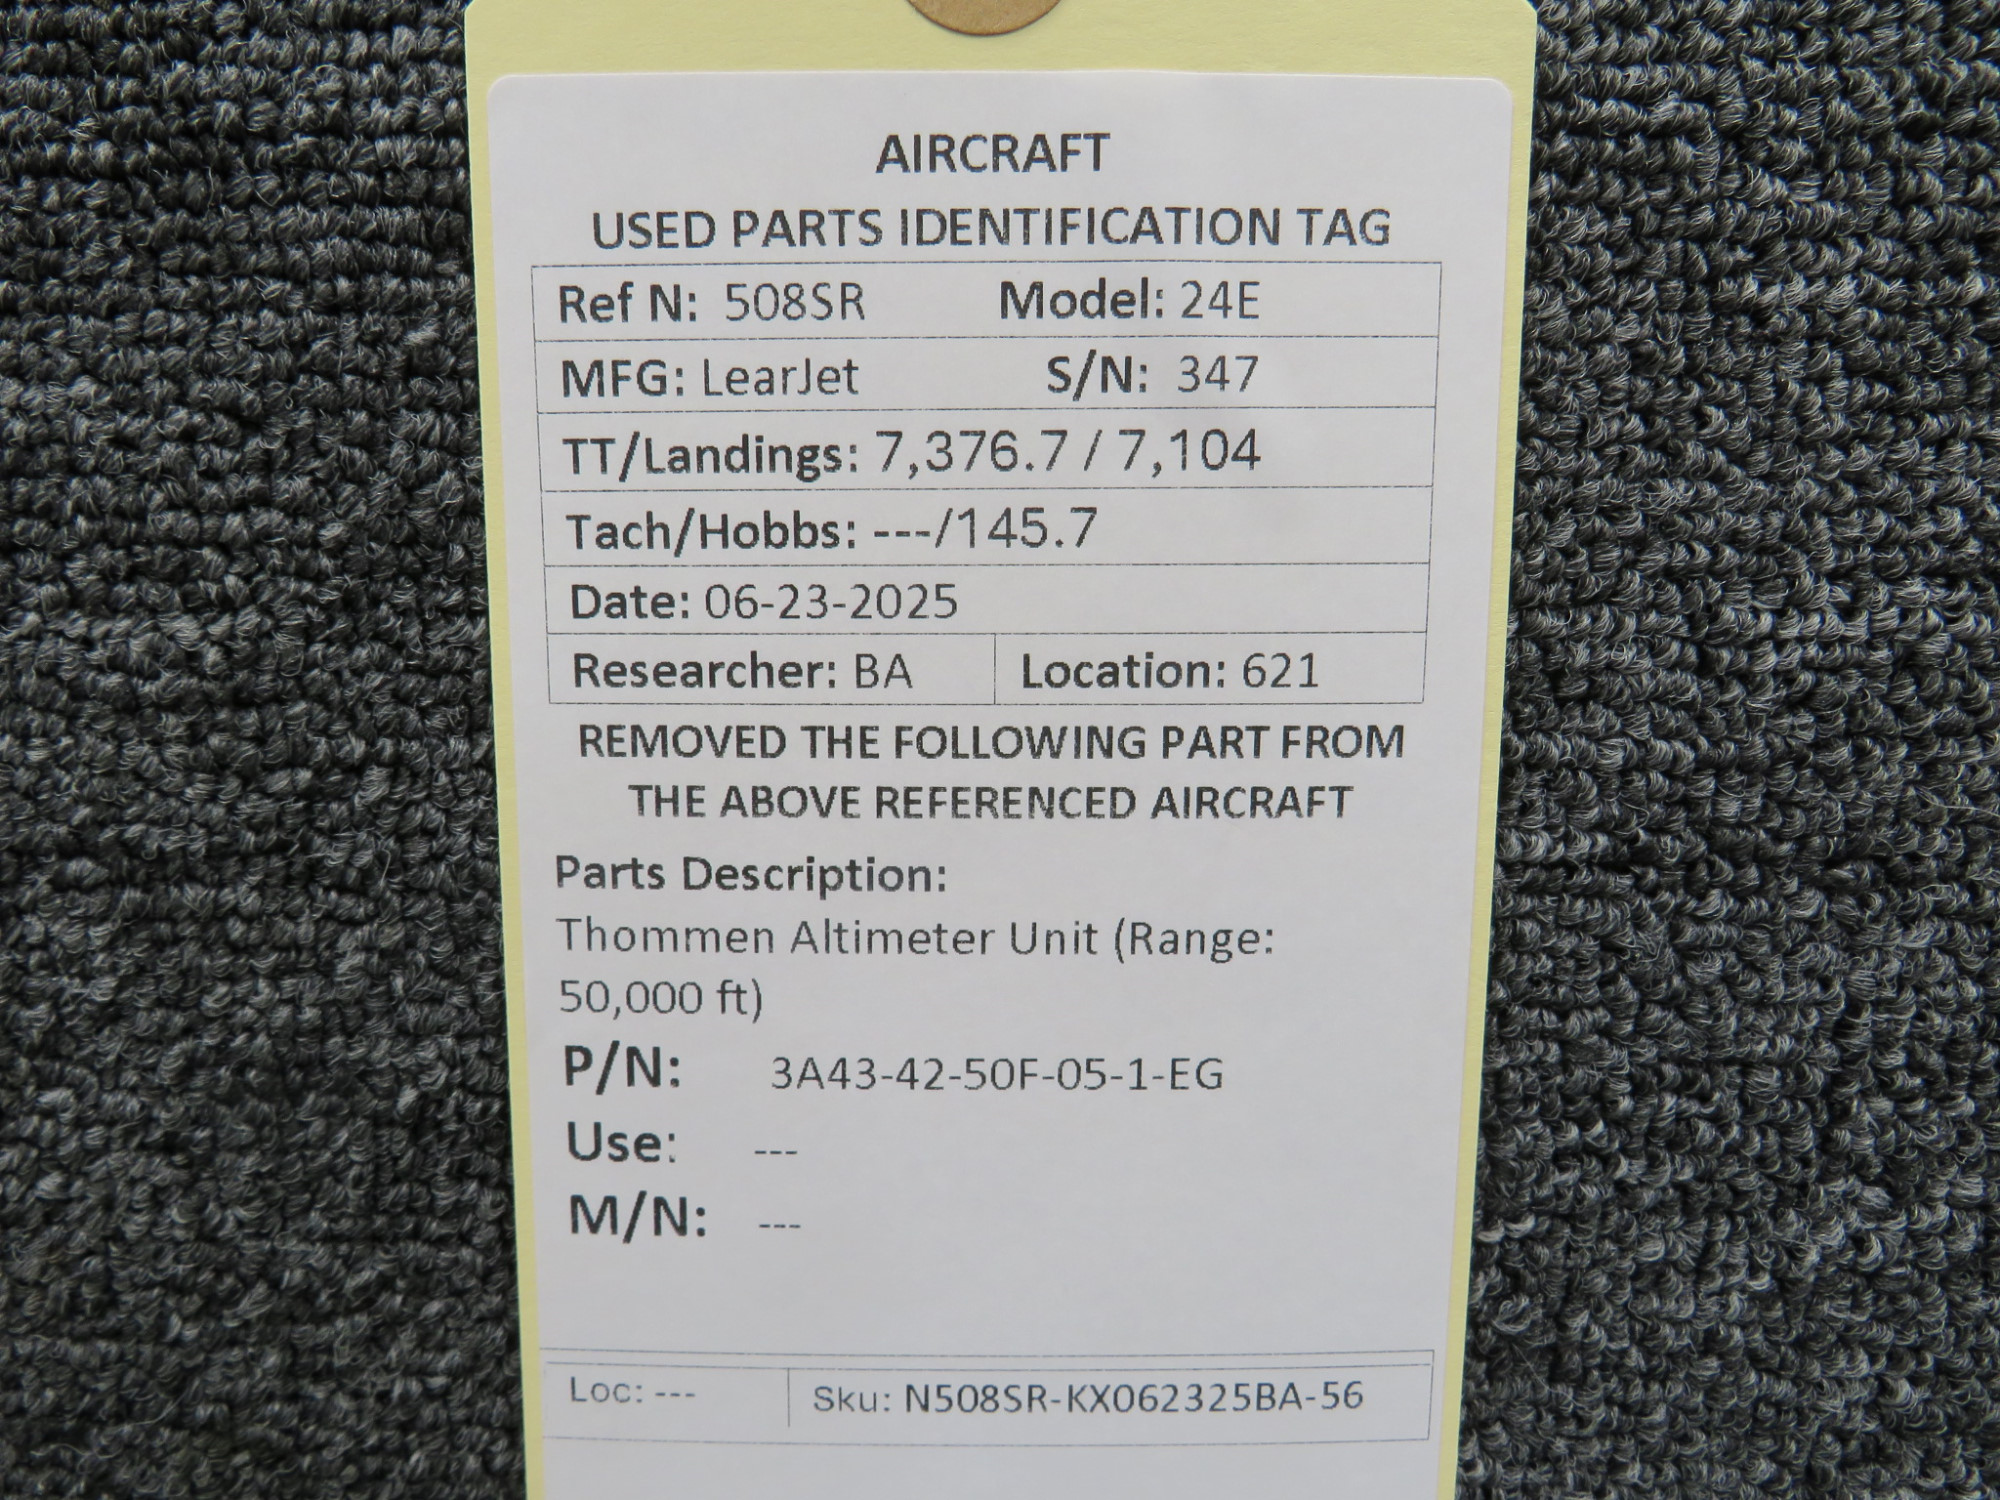 AIRCRAFT
USED PARTS IDENTIFICATION TAG
Ref N: 508SR Model: 24E
MFG: LearJet S/N: 347
TT/Landings: 7,376.7 / 7,104
Tach/Hobbs: ---/145.7
Date: 06-23-2025
Researcher: BA Location: 621
REMOVED THE FOLLOWING PART FROM
THE ABOVE REFERENCED AIRCRAFT
Parts Description:
Thommen Altimeter Unit (Range:
50,000 ft)
P/N: 3A43-42-50F-05-1-EG
Use: ---
M/N: ---
Loc: --- Sku: N508SR-KX062325BA-56